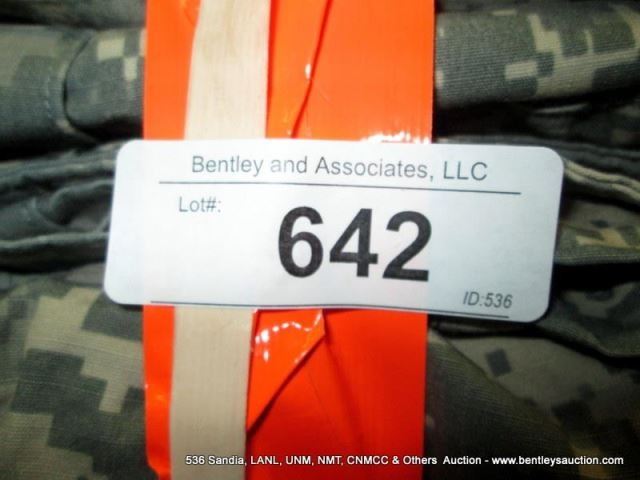 Bentley and Associates, LLC
Lot#:
642
ID:536
536 Sandia, LANL, UNM, NMT, CNMCC & Others Auction - www.bentleysauction.com